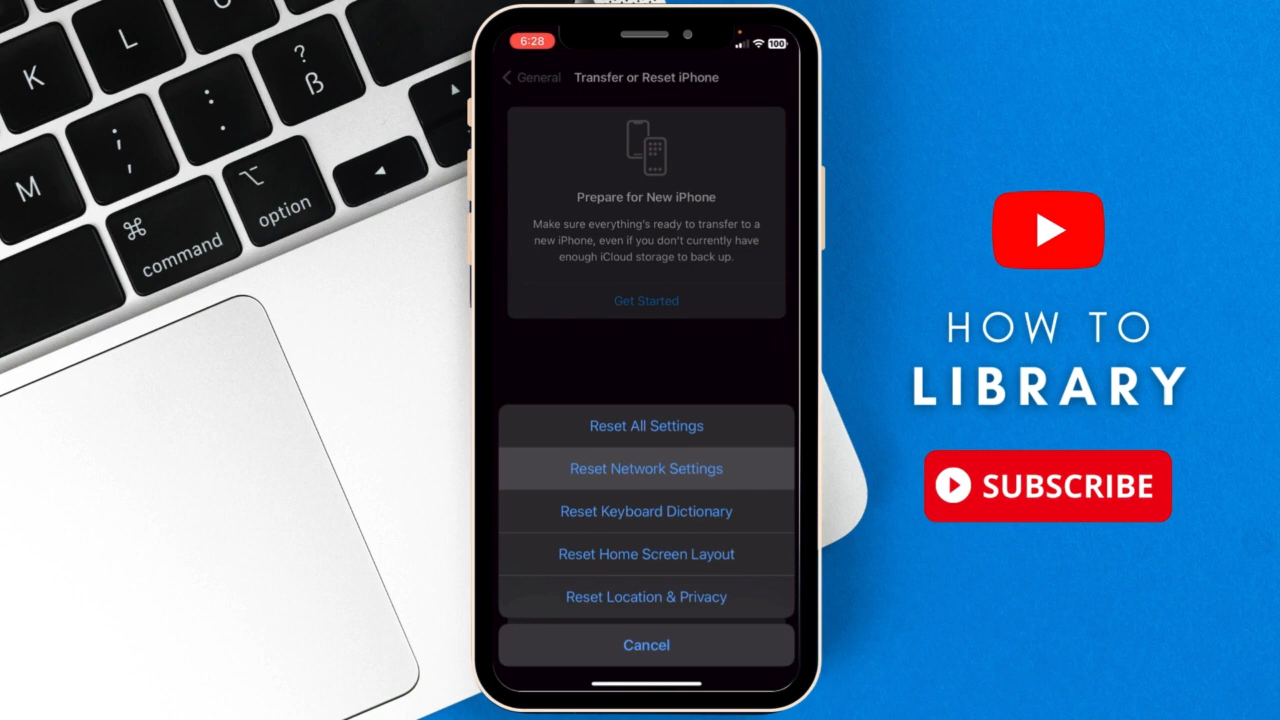 L
K
?
ß
:
.
;
,
M
⌘
command
⌥
option
6:28
100
General
Transfer or Reset iPhone
Prepare for New iPhone
Make sure everything's ready to transfer to a
new iPhone, even if you don't currently have
enough iCloud storage to back up.
Get Started
Reset All Settings
Reset Network Settings
Reset Keyboard Dictionary
Reset Home Screen Layout
Reset Location & Privacy
Cancel
HOW TO
LIBRARY
SUBSCRIBE